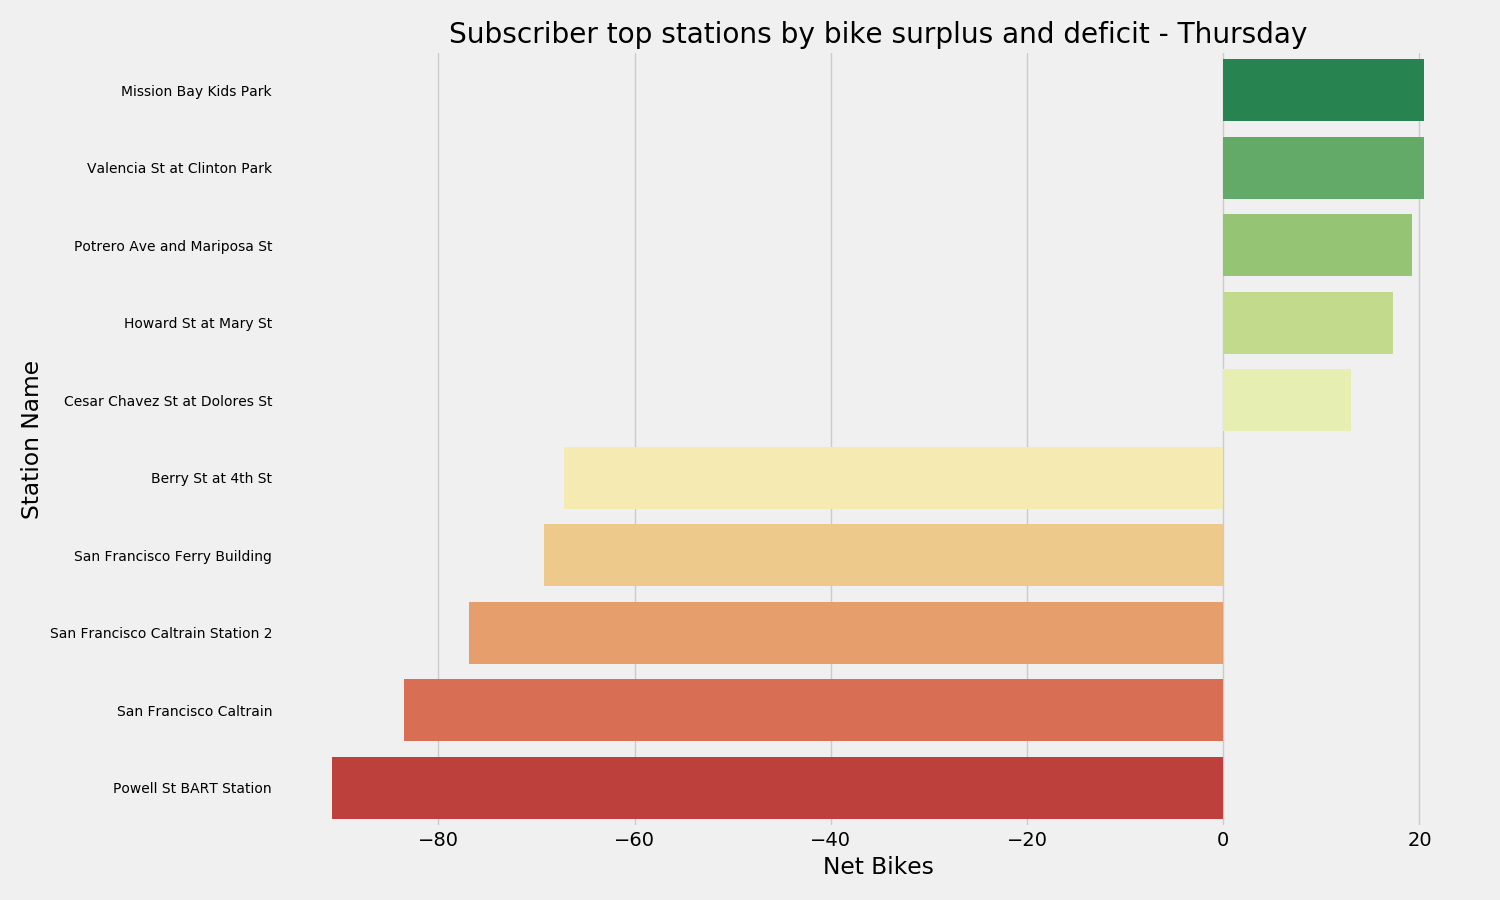 Subscriber top stations by bike surplus and deficit - Thursday
Station Name
Mission Bay Kids Park
Valencia St at Clinton Park
Potrero Ave and Mariposa St
Howard St at Mary St
Cesar Chavez St at Dolores St
Berry St at 4th St
San Francisco Ferry Building
San Francisco Caltrain Station 2
San Francisco Caltrain
Powell St BART Station
−80 −60 −40 −20 0 20
Net Bikes